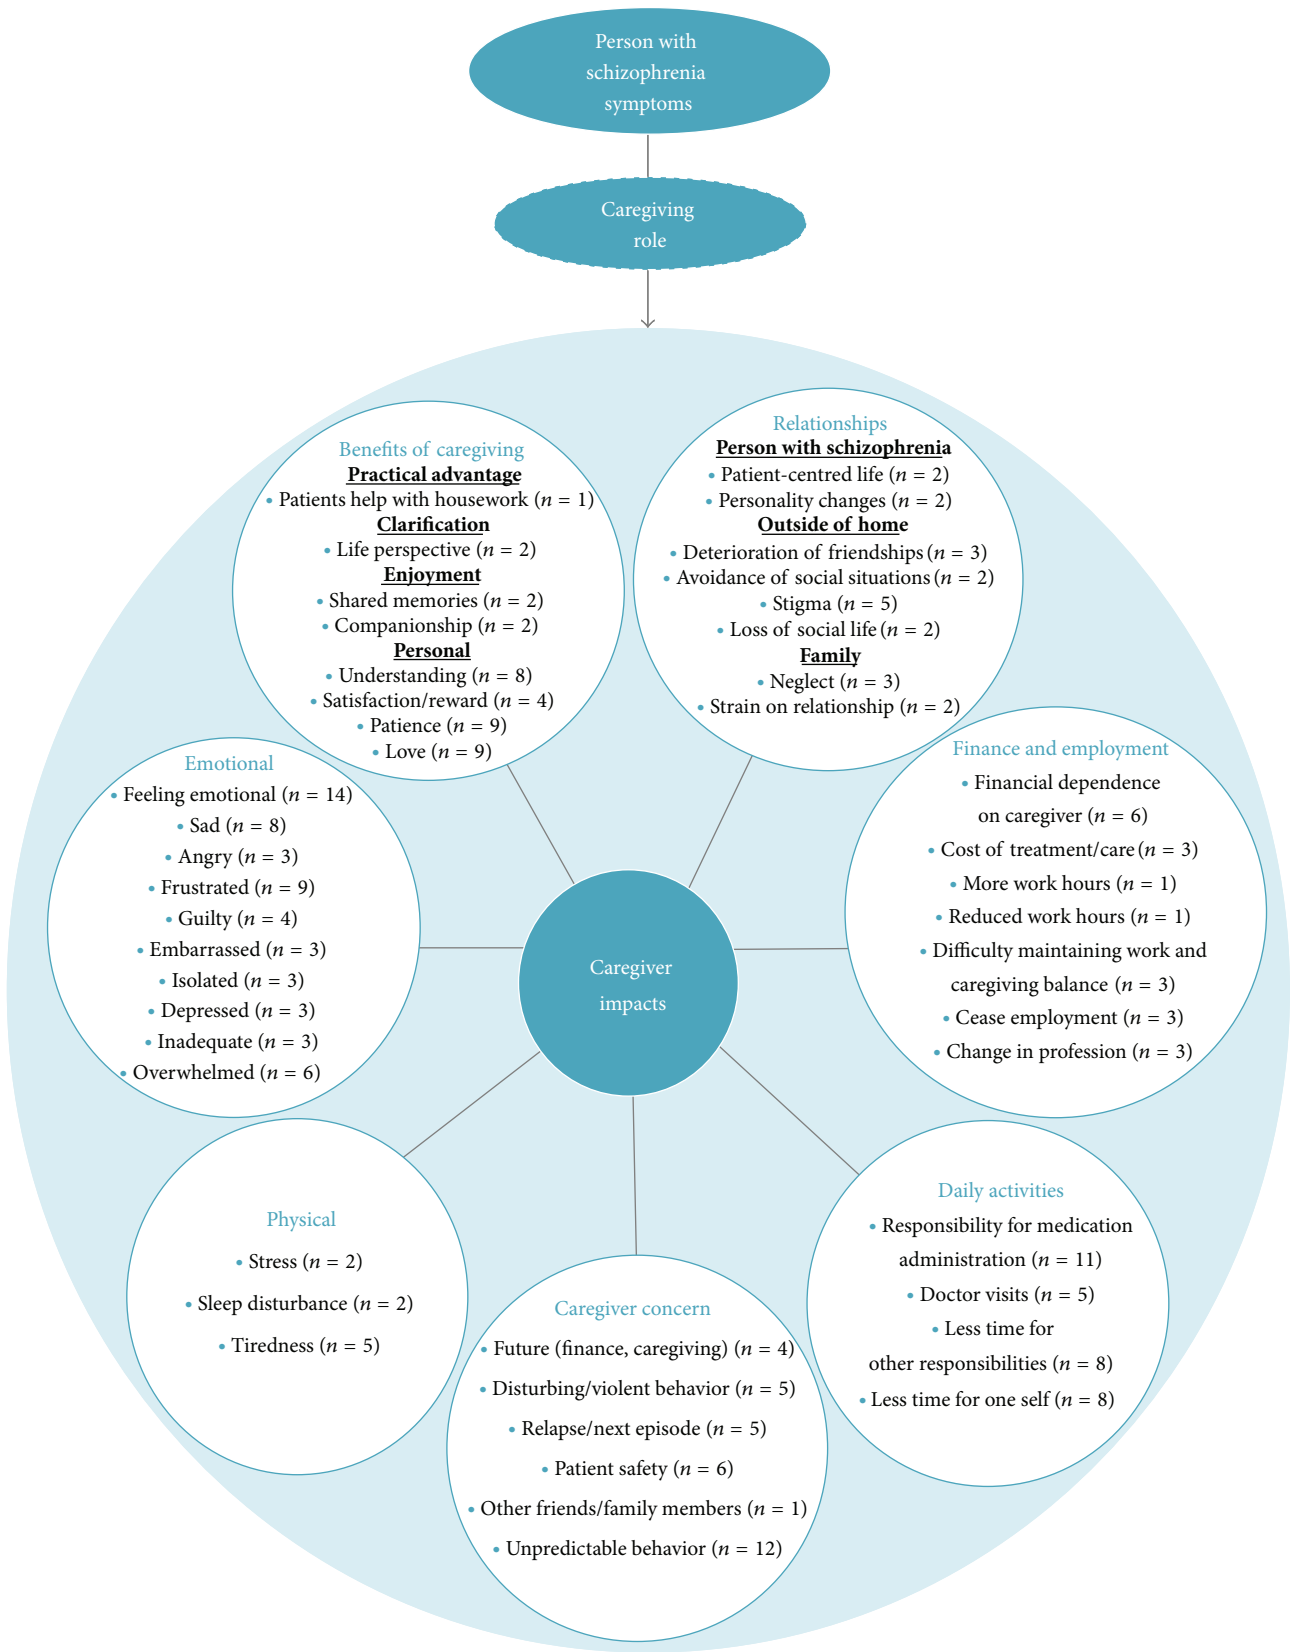 Person with
schizophrenia
symptoms
Caregiving
role
Benefits of caregiving
Practical advantage
• Patients help with housework (n = 1)
Clarification
• Life perspective (n = 2)
Enjoyment
• Shared memories (n = 2)
• Companionship (n = 2)
Personal
• Understanding (n = 8)
• Satisfaction/reward (n = 4)
• Patience (n = 9)
• Love (n = 9)
Relationships
Person with schizophrenia
• Patient-centred life (n = 2)
• Personality changes (n = 2)
Outside of home
• Deterioration of friendships (n = 3)
• Avoidance of social situations (n = 2)
• Stigma (n = 5)
• Loss of social life (n = 2)
Family
• Neglect (n = 3)
• Strain on relationship (n = 2)
Emotional
• Feeling emotional (n = 14)
• Sad (n = 8)
• Angry (n = 3)
• Frustrated (n = 9)
• Guilty (n = 4)
• Embarrassed (n = 3)
• Isolated (n = 3)
• Depressed (n = 3)
• Inadequate (n = 3)
• Overwhelmed (n = 6)
Caregiver
impacts
Finance and employment
• Financial dependence
on caregiver (n = 6)
• Cost of treatment/care (n = 3)
• More work hours (n = 1)
• Reduced work hours (n = 1)
• Difficulty maintaining work and
caregiving balance (n = 3)
• Cease employment (n = 3)
• Change in profession (n = 3)
Physical
• Stress (n = 2)
• Sleep disturbance (n = 2)
• Tiredness (n = 5)
Caregiver concern
• Future (finance, caregiving) (n = 4)
• Disturbing/violent behavior (n = 5)
• Relapse/next episode (n = 5)
• Patient safety (n = 6)
• Other friends/family members (n = 1)
• Unpredictable behavior (n = 12)
Daily activities
• Responsibility for medication
administration (n = 11)
• Doctor visits (n = 5)
• Less time for
other responsibilities (n = 8)
• Less time for one self (n = 8)